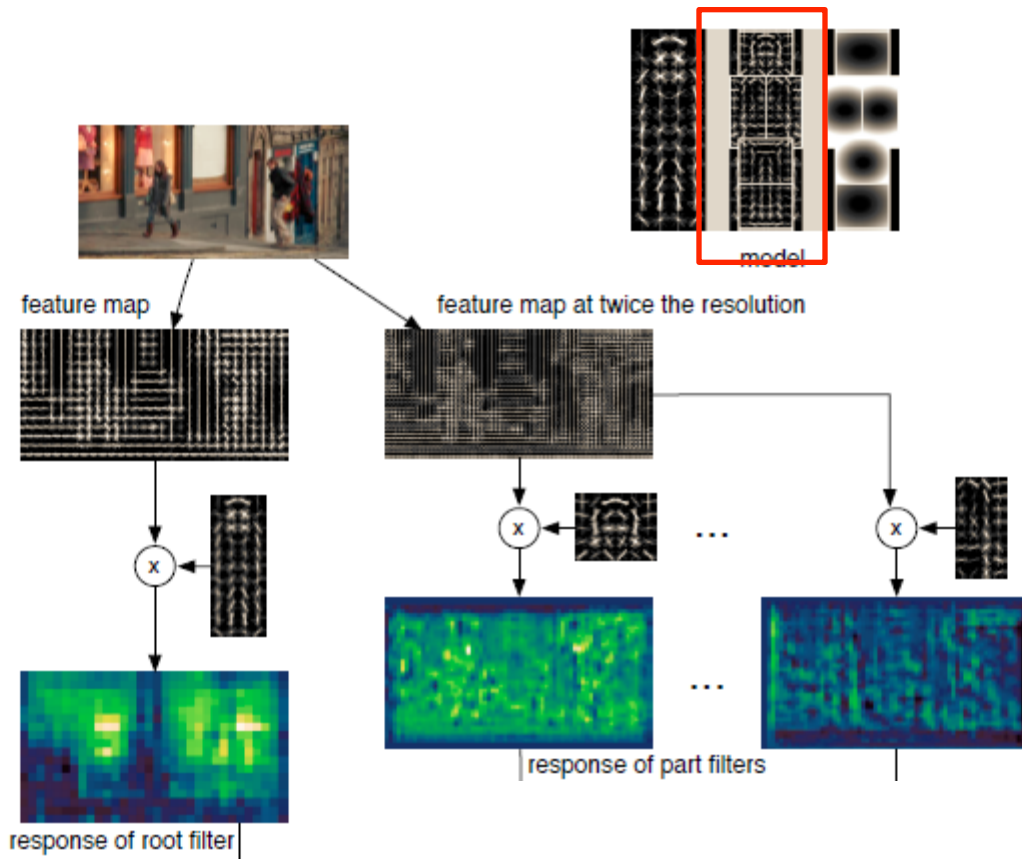 model
feature map
feature map at twice the resolution
x
...
x
x
...
response of part filters
response of root filter